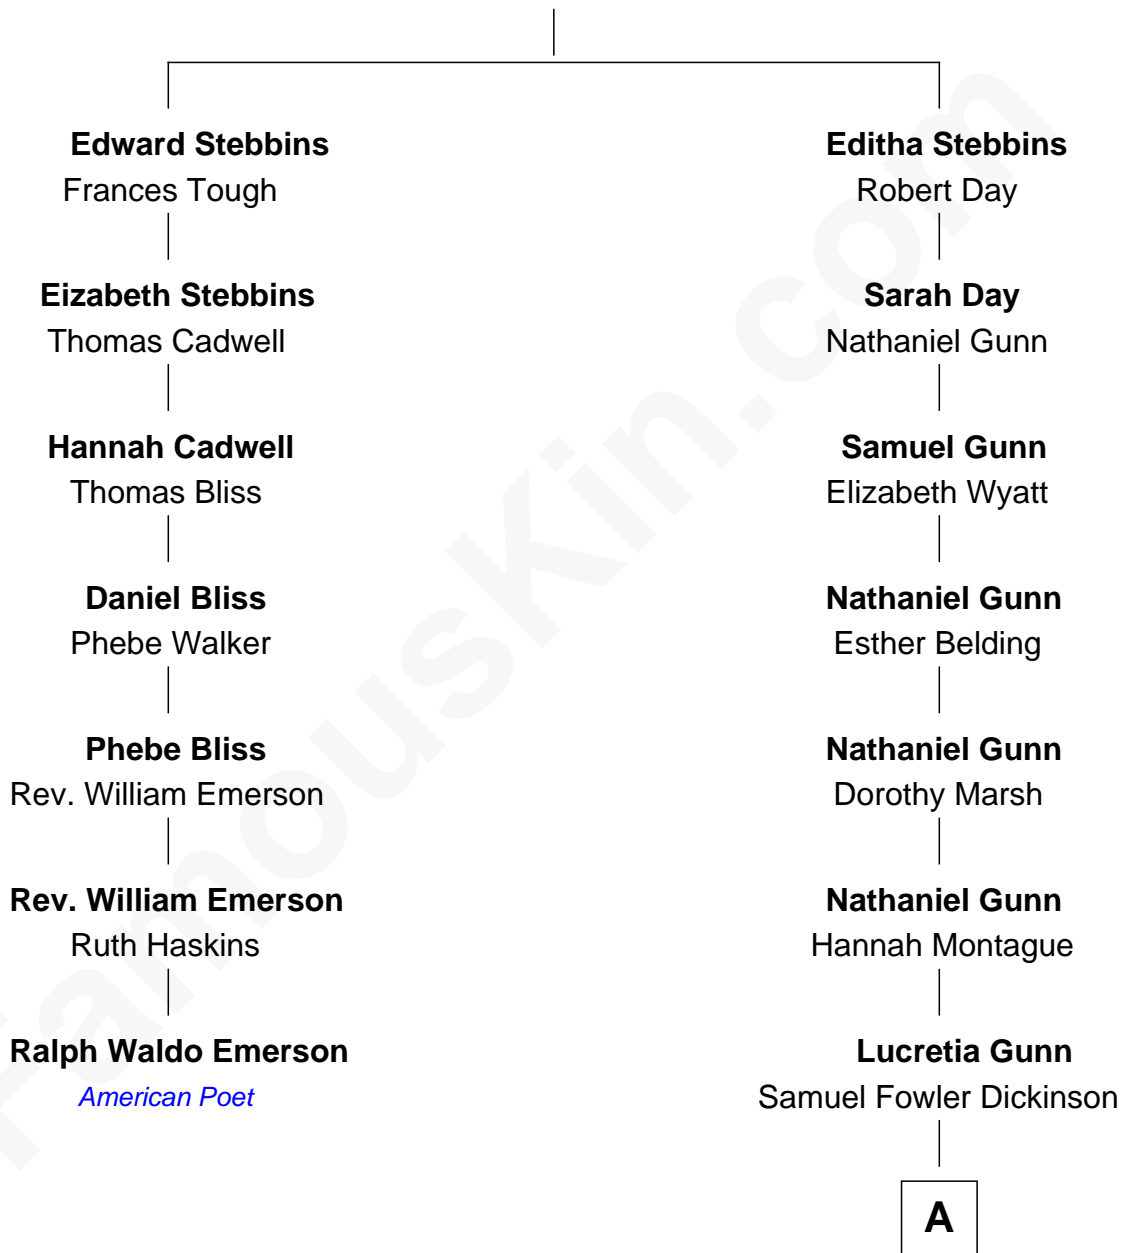 Edward Stebbins
Frances Tough
Eizabeth Stebbins
Thomas Cadwell
Hannah Cadwell
Thomas Bliss
Daniel Bliss
Phebe Walker
Phebe Bliss
Rev. William Emerson
Rev. William Emerson
Ruth Haskins
Ralph Waldo Emerson
American Poet
Editha Stebbins
Robert Day
Sarah Day
Nathaniel Gunn
Samuel Gunn
Elizabeth Wyatt
Nathaniel Gunn
Esther Belding
Nathaniel Gunn
Dorothy Marsh
Nathaniel Gunn
Hannah Montague
Lucretia Gunn
Samuel Fowler Dickinson
A
FamousKin.com